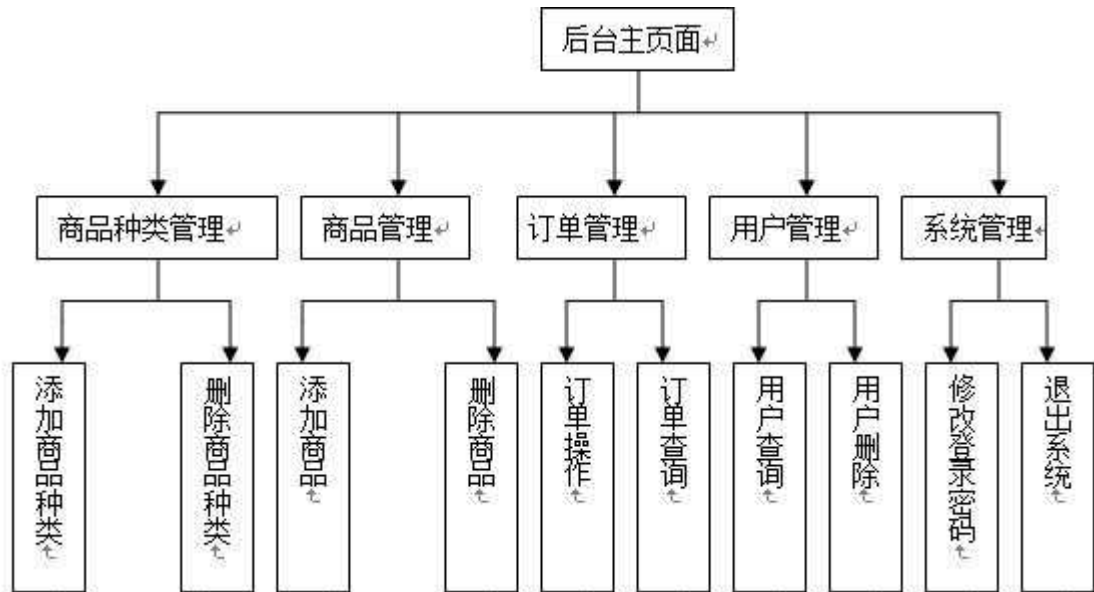 后台主页面
商品种类管理
商品管理
订单管理
用户管理
系统管理
添加商品种类
删除商品种类
添加商品
删除商品
订单操作
订单查询
用户查询
用户删除
修改登录密码
退出系统